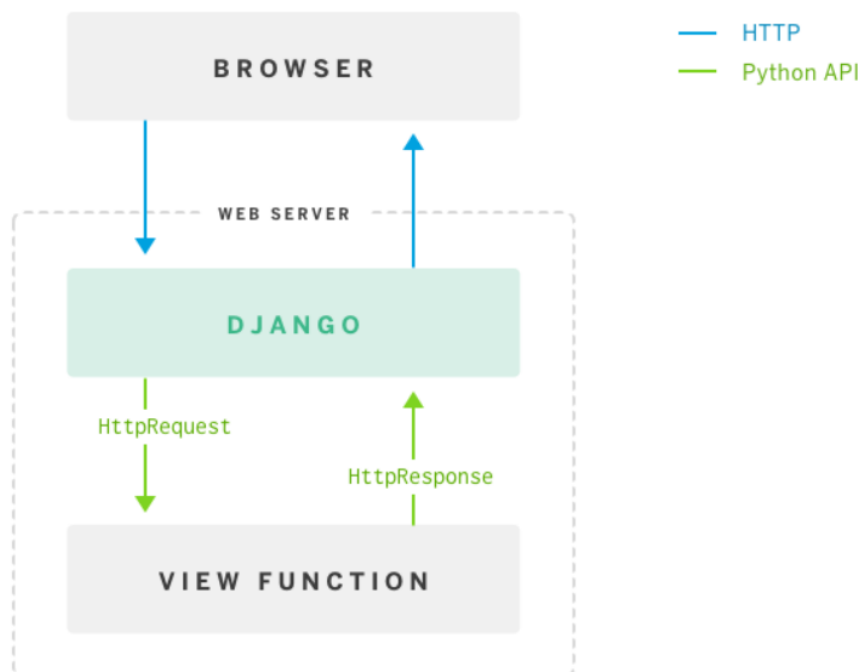 BROWSER
HTTP
Python API
WEB SERVER
DJANGO
HttpRequest
HttpResponse
VIEW FUNCTION